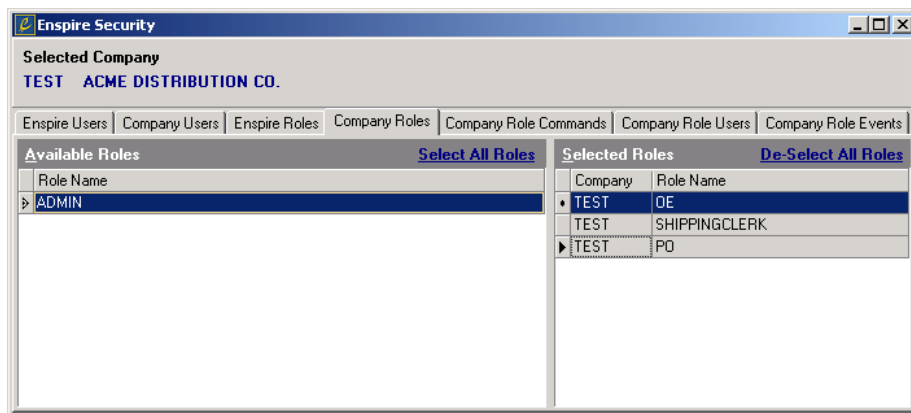 Enspire Security
Selected Company
TEST ACME DISTRIBUTION CO.
Enspire Users Company Users Enspire Roles Company Roles Company Role Commands Company Role Users Company Role Events
Available Roles Select All Roles Selected Roles De-Select All Roles
Role Name Company Role Name
ADMIN TEST OE
TEST SHIPPINGCLERK
TEST PO